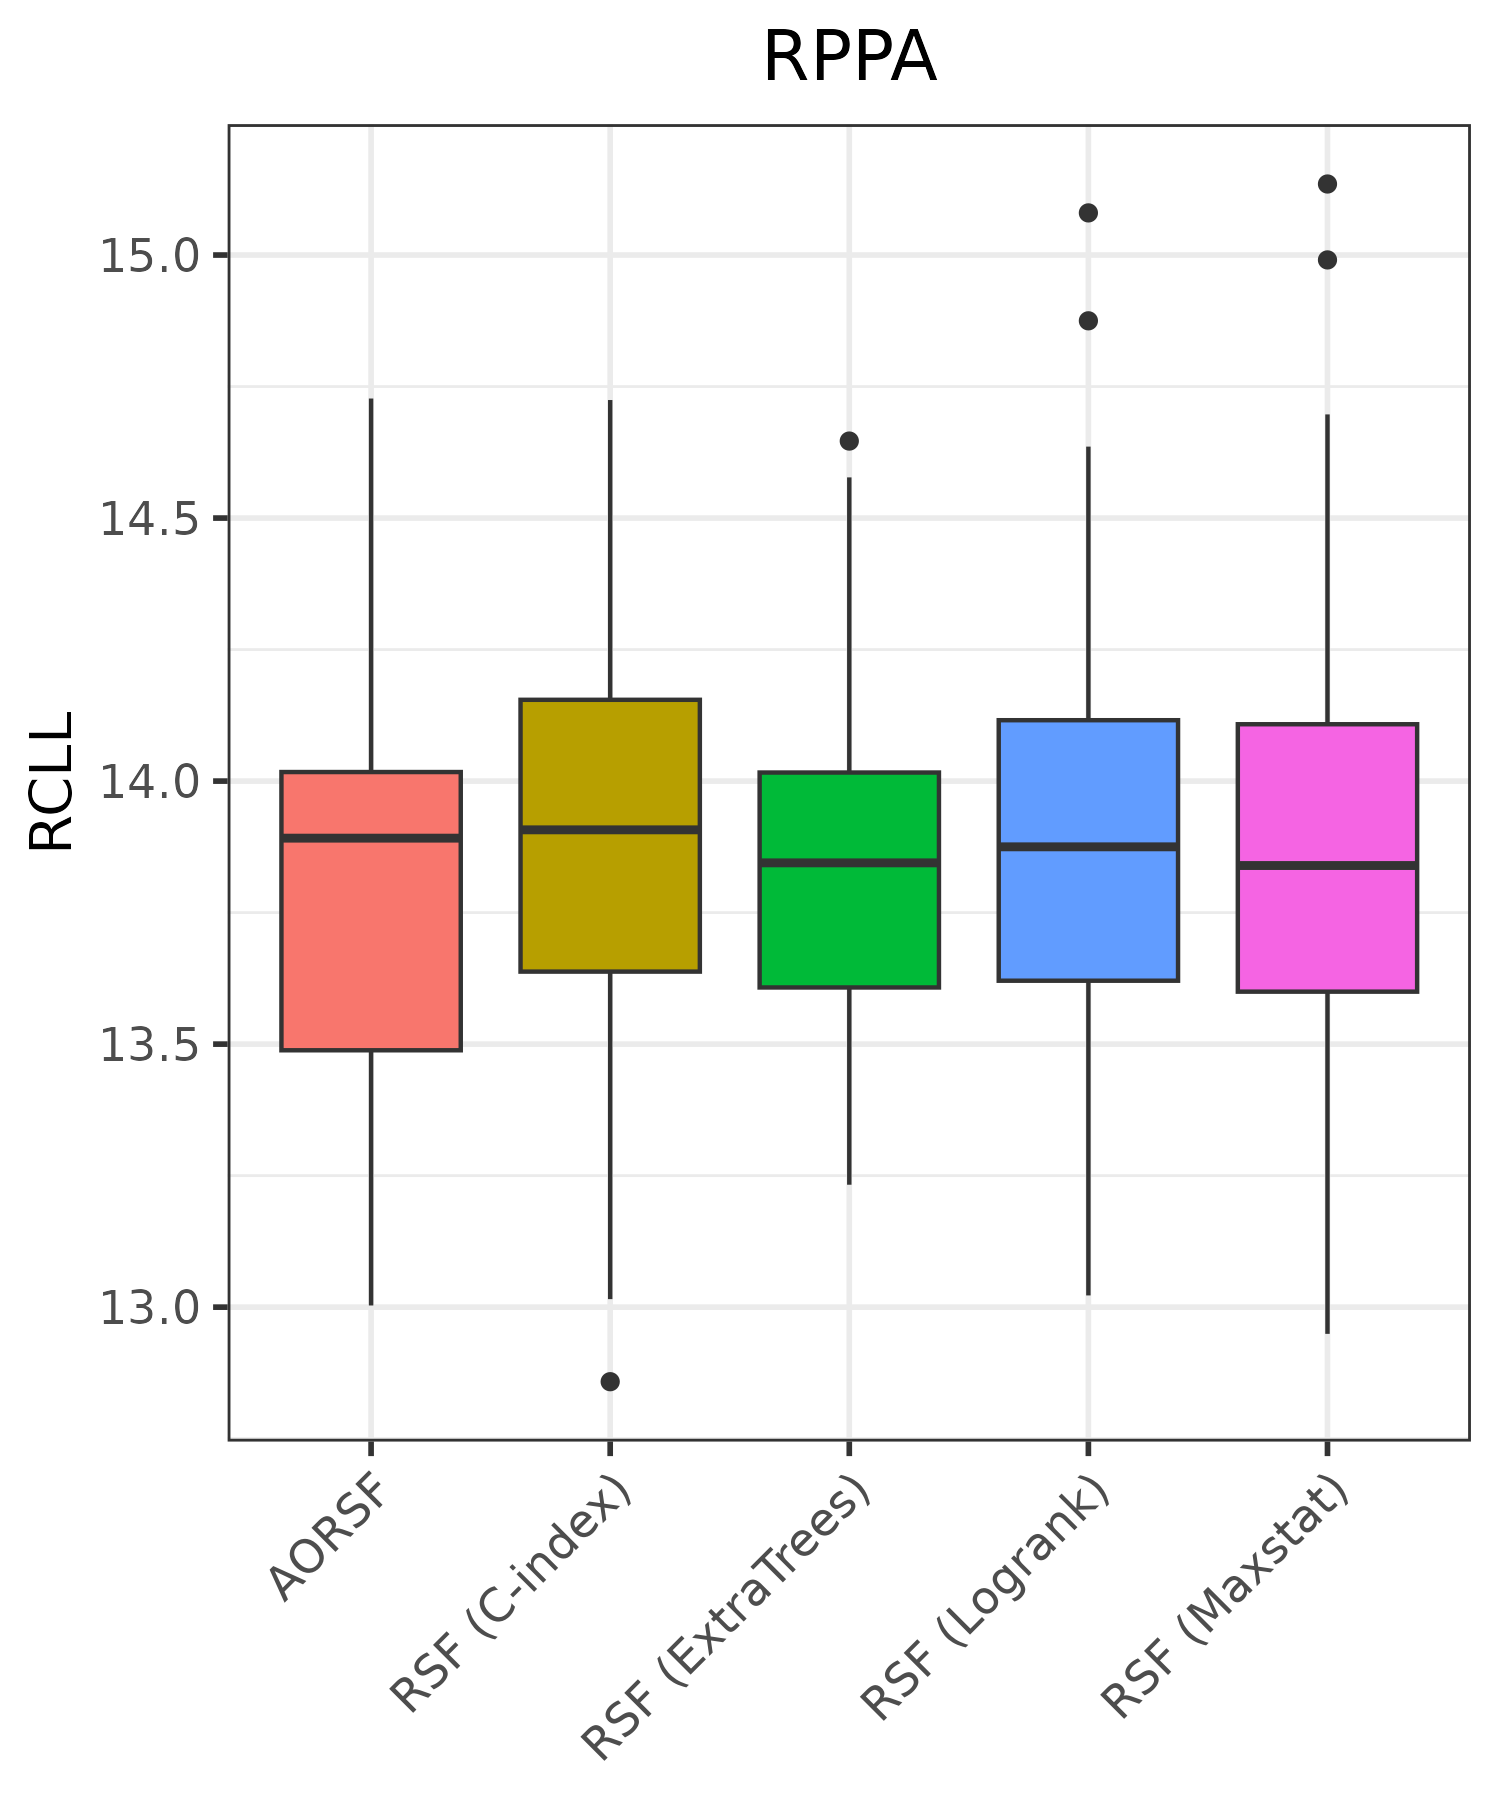 RPPA
RCLL
15.0
14.5
14.0
13.5
13.0
AORSF
RSF (C-index)
RSF (ExtraTrees)
RSF (Logrank)
RSF (Maxstat)